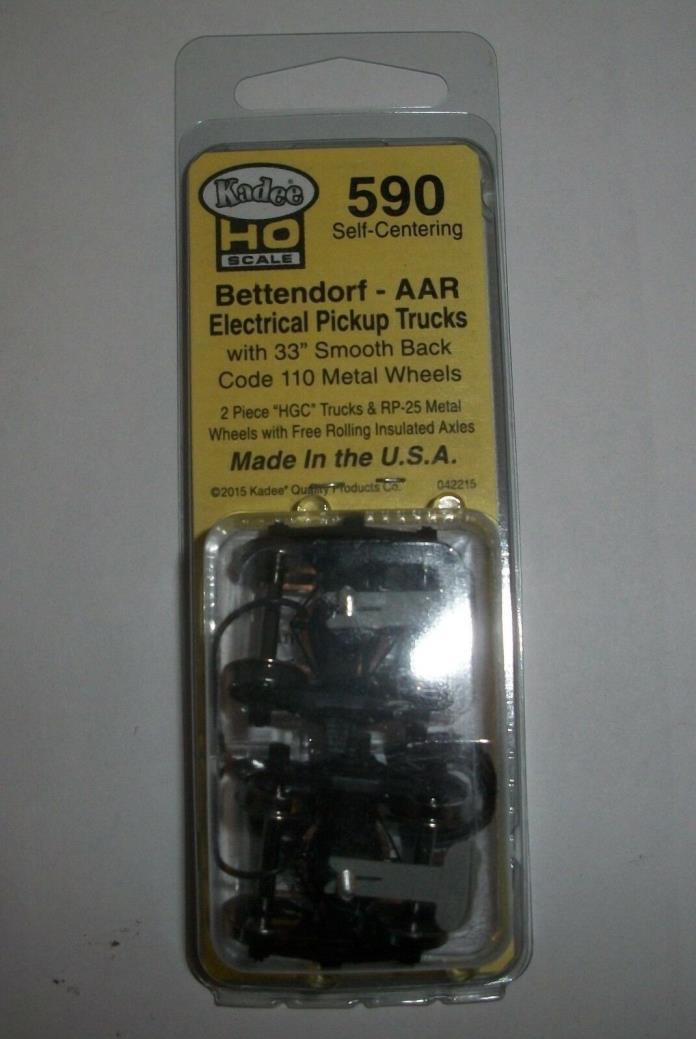 Kadee®
HO
SCALE
590
Self-Centering
Bettendorf - AAR
Electrical Pickup Trucks
with 33” Smooth Back
Code 110 Metal Wheels
2 Piece “HGC” Trucks & RP-25 Metal
Wheels with Free Rolling Insulated Axles
Made In the U.S.A.
©2015 Kadee® Quality Products Co.
042215